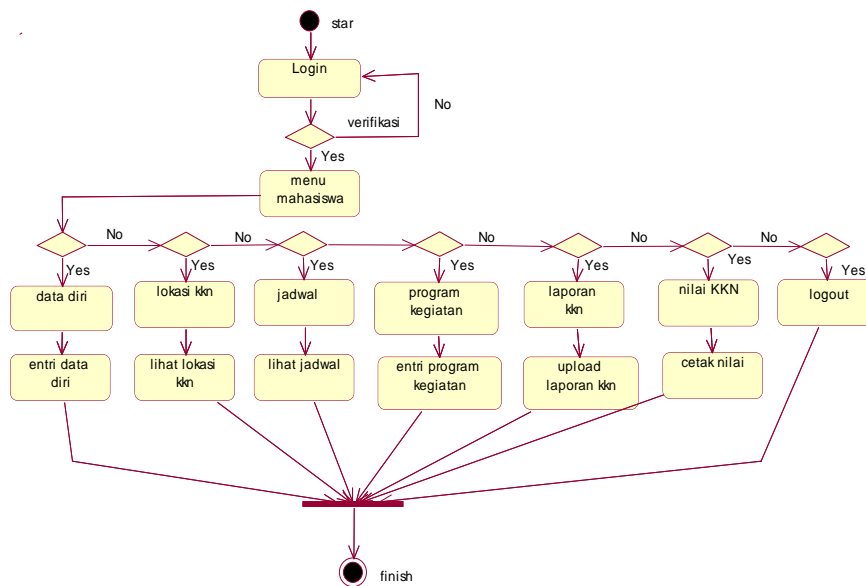 star
Login
No
verifikasi
Yes
menu
mahasiswa
No
No
No
No
No
Yes
Yes
Yes
Yes
Yes
Yes
Yes
data diri
lokasi kkn
jadwal
program
kegiatan
laporan
kkn
nilai KKN
logout
entri data
diri
lihat lokasi
kkn
lihat jadwal
entri program
kegiatan
upload
laporan kkn
cetak nilai
finish